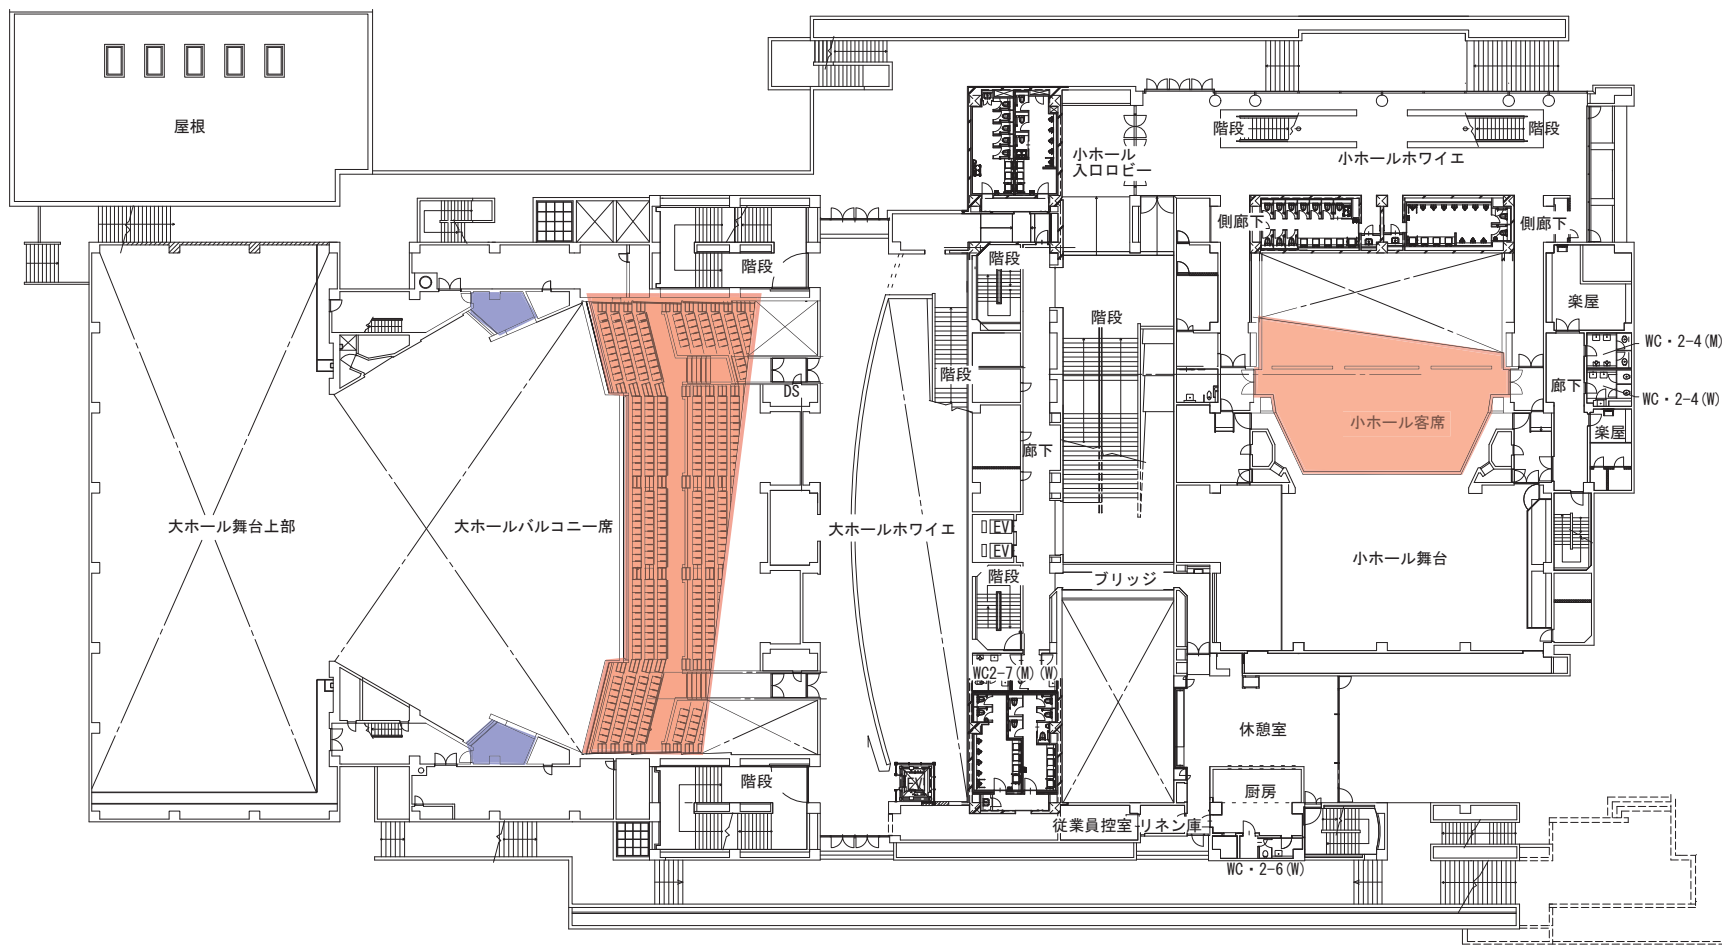 屋根
小ホール
入口ロビー
階段
階段
小ホールホワイエ
側廊下
側廊下
階段
階段
楽屋
階段
WC・2-4(M)
階段
DS
廊下
WC・2-4(W)
小ホール客席
楽屋
廊下
大ホール舞台上部
大ホールバルコニー席
大ホールホワイエ
EV
EV
小ホール舞台
階段
ブリッジ
WC2-7(M)
(W)
休憩室
階段
EV
厨房
従業員控室
リネン庫
WC・2-6(W)